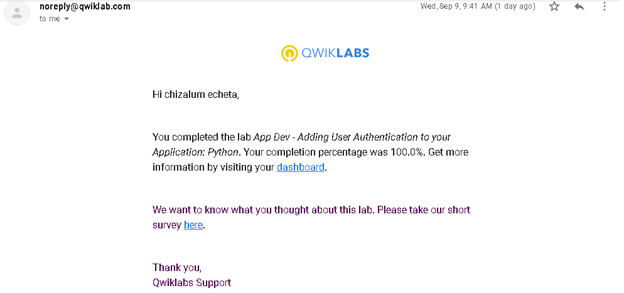 noreply@qwiklab.com
Wed, Sep 9, 9:41 AM (1 day ago)
to me
QWIKLABS
Hi chizalum echeta,
You completed the lab App Dev - Adding User Authentication to your
Application: Python. Your completion percentage was 100.0%. Get more
information by visiting your dashboard.
We want to know what you thought about this lab. Please take our short
survey here.
Thank you,
Qwiklabs Support